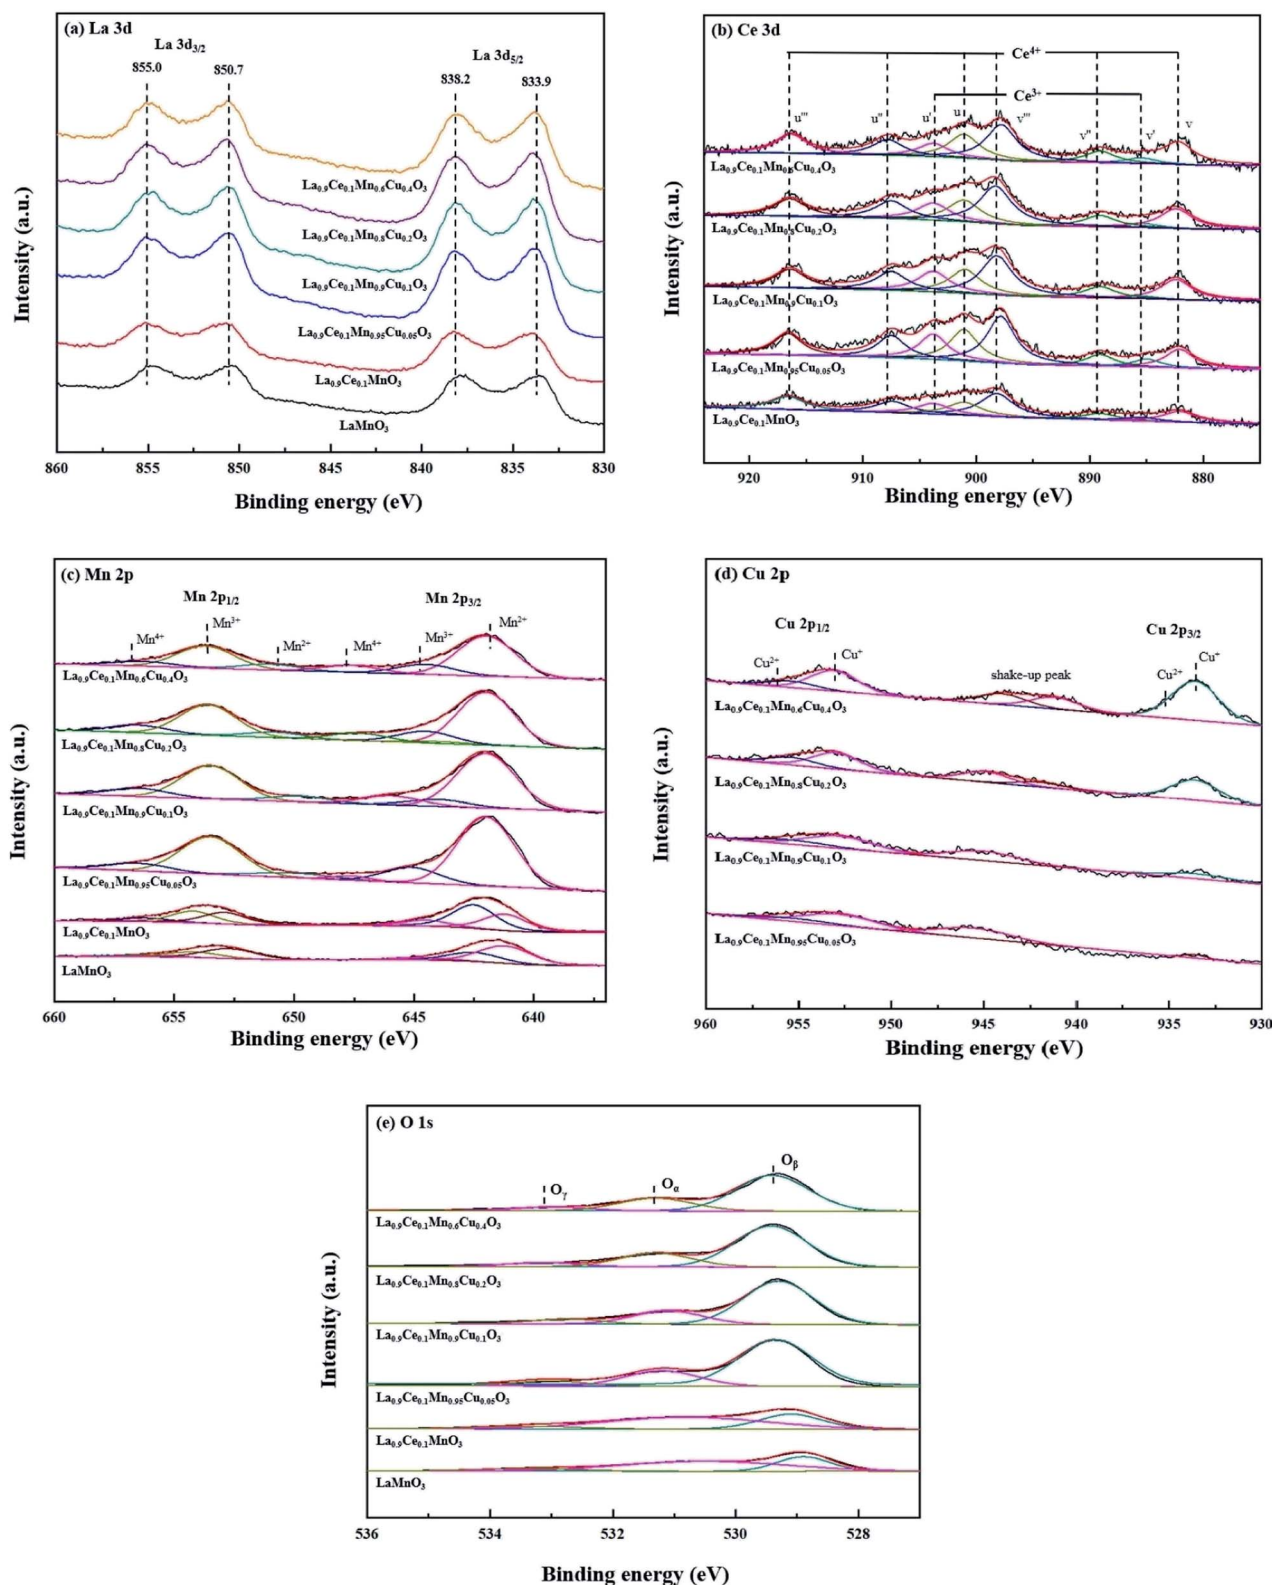 (a) La 3d
La 3d₃/₂
855.0 850.7
La 3d₅/₂
838.2 833.9
La₀.₉Ce₀.₁Mn₀.₆Cu₀.₄O₃
La₀.₉Ce₀.₁Mn₀.₈Cu₀.₂O₃
La₀.₉Ce₀.₁Mn₀.₉Cu₀.₁O₃
La₀.₉Ce₀.₁Mn₀.₉₅Cu₀.₀₅O₃
La₀.₉Ce₀.₁MnO₃
LaMnO₃
860 855 850 845 840 835 830
Binding energy (eV)
Intensity (a.u.)
(b) Ce 3d
Ce⁴⁺
Ce³⁺
u''' u'' u' u v''' v'' v' v
La₀.₉Ce₀.₁Mn₀.₆Cu₀.₄O₃
La₀.₉Ce₀.₁Mn₀.₈Cu₀.₂O₃
La₀.₉Ce₀.₁Mn₀.₉Cu₀.₁O₃
La₀.₉Ce₀.₁Mn₀.₉₅Cu₀.₀₅O₃
La₀.₉Ce₀.₁MnO₃
920 910 900 890 880
Binding energy (eV)
Intensity (a.u.)
(c) Mn 2p
Mn 2p₁/₂
Mn 2p₃/₂
Mn⁴⁺ Mn³⁺ Mn²⁺ Mn⁴⁺ Mn³⁺ Mn²⁺
La₀.₉Ce₀.₁Mn₀.₆Cu₀.₄O₃
La₀.₉Ce₀.₁Mn₀.₈Cu₀.₂O₃
La₀.₉Ce₀.₁Mn₀.₉Cu₀.₁O₃
La₀.₉Ce₀.₁Mn₀.₉₅Cu₀.₀₅O₃
La₀.₉Ce₀.₁MnO₃
LaMnO₃
660 655 650 645 640
Binding energy (eV)
Intensity (a.u.)
(d) Cu 2p
Cu 2p₁/₂
Cu 2p₃/₂
Cu²⁺ Cu⁺
shake-up peak
Cu²⁺ Cu⁺
La₀.₉Ce₀.₁Mn₀.₆Cu₀.₄O₃
La₀.₉Ce₀.₁Mn₀.₈Cu₀.₂O₃
La₀.₉Ce₀.₁Mn₀.₉Cu₀.₁O₃
La₀.₉Ce₀.₁Mn₀.₉₅Cu₀.₀₅O₃
960 955 950 945 940 935 930
Binding energy (eV)
Intensity (a.u.)
(e) O 1s
Oγ Oα Oβ
La₀.₉Ce₀.₁Mn₀.₆Cu₀.₄O₃
La₀.₉Ce₀.₁Mn₀.₈Cu₀.₂O₃
La₀.₉Ce₀.₁Mn₀.₉Cu₀.₁O₃
La₀.₉Ce₀.₁Mn₀.₉₅Cu₀.₀₅O₃
La₀.₉Ce₀.₁MnO₃
LaMnO₃
536 534 532 530 528
Binding energy (eV)
Intensity (a.u.)